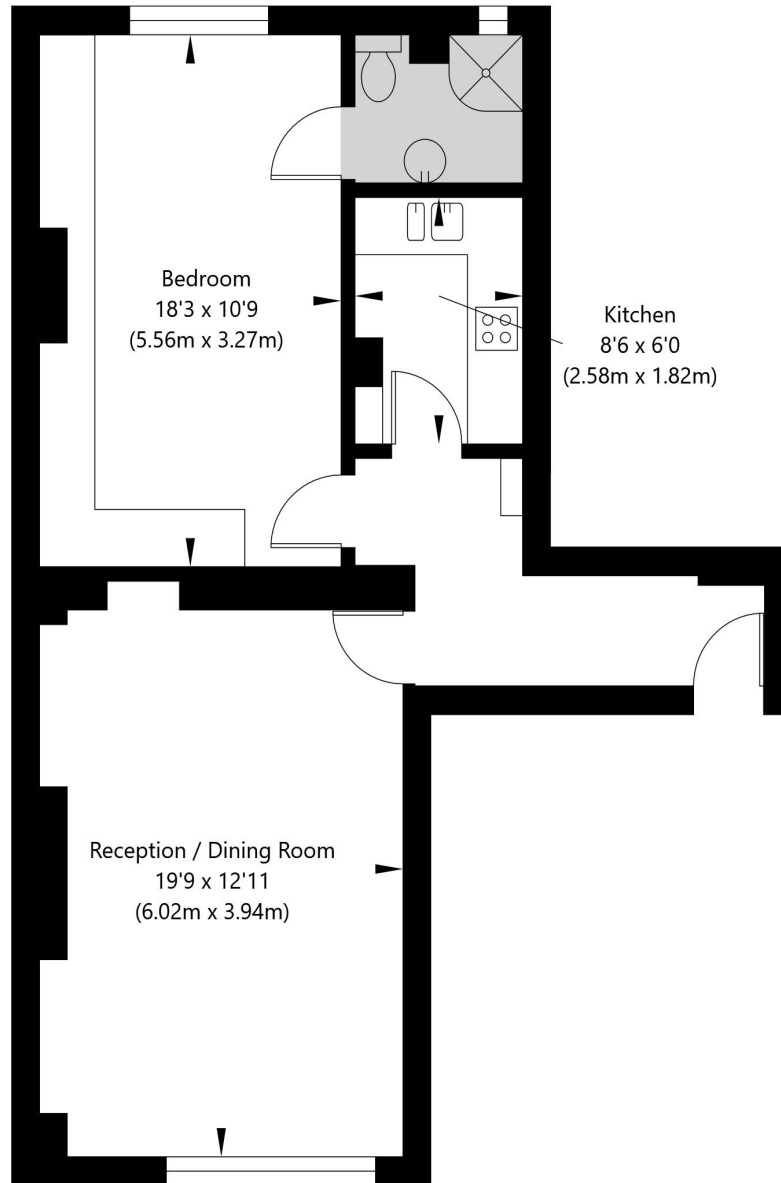 Bedroom
18'3 x 10'9
(5.56m x 3.27m)
Kitchen
8'6 x 6'0
(2.58m x 1.82m)
Reception / Dining Room
19'9 x 12'11
(6.02m x 3.94m)